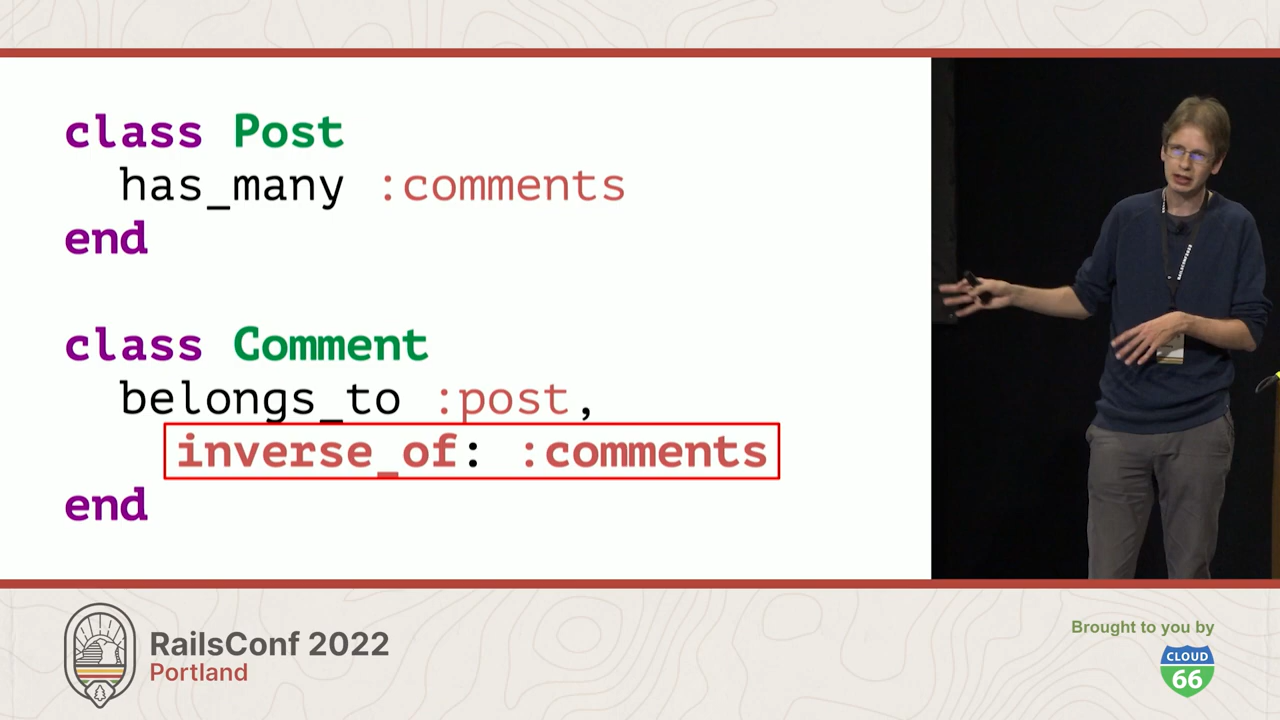 class Post
  has_many :comments
end
class Comment
  belongs_to :post,
    inverse_of: :comments
end
RailsConf 2022
Portland
Brought to you by
CLOUD
66